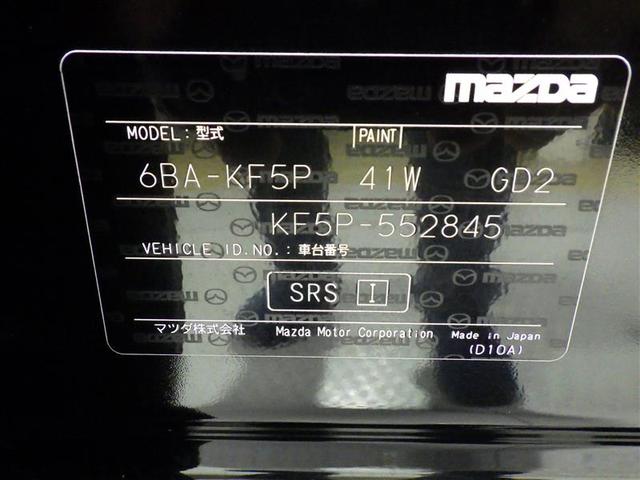 mazda
MODEL：型式 PAINT
6BA-KF5P 41W GD2
KF5P-552845
VEHICLE ID.NO.：車台番号
SRS I
マツダ株式会社 Mazda Motor Corporation Made in Japan
(D10A)